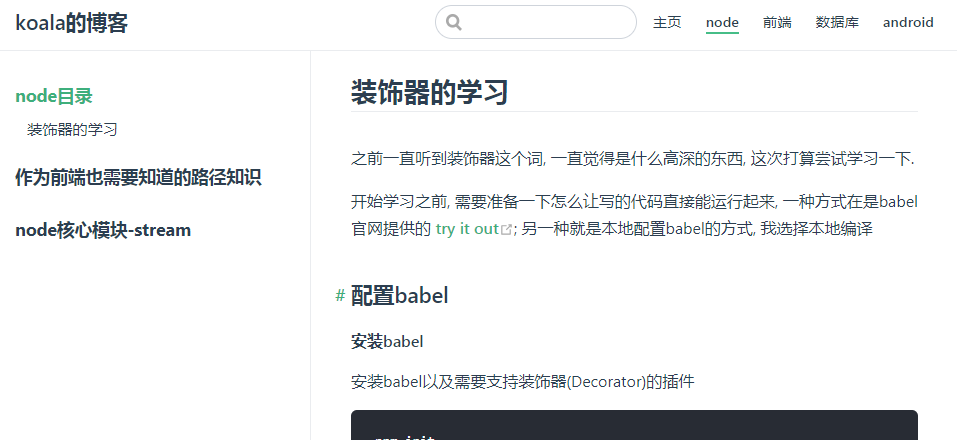 koala的博客
主页 node 前端 数据库 android
node目录
装饰器的学习
作为前端也需要知道的路径知识
node核心模块-stream
装饰器的学习
之前一直听到装饰器这个词, 一直觉得是什么高深的东西, 这次打算尝试学习一下.
开始学习之前, 需要准备一下怎么让写的代码直接能运行起来, 一种方式在是babel
官网提供的 try it out; 另一种就是本地配置babel的方式, 我选择本地编译
# 配置babel
安装babel
安装babel以及需要支持装饰器(Decorator)的插件